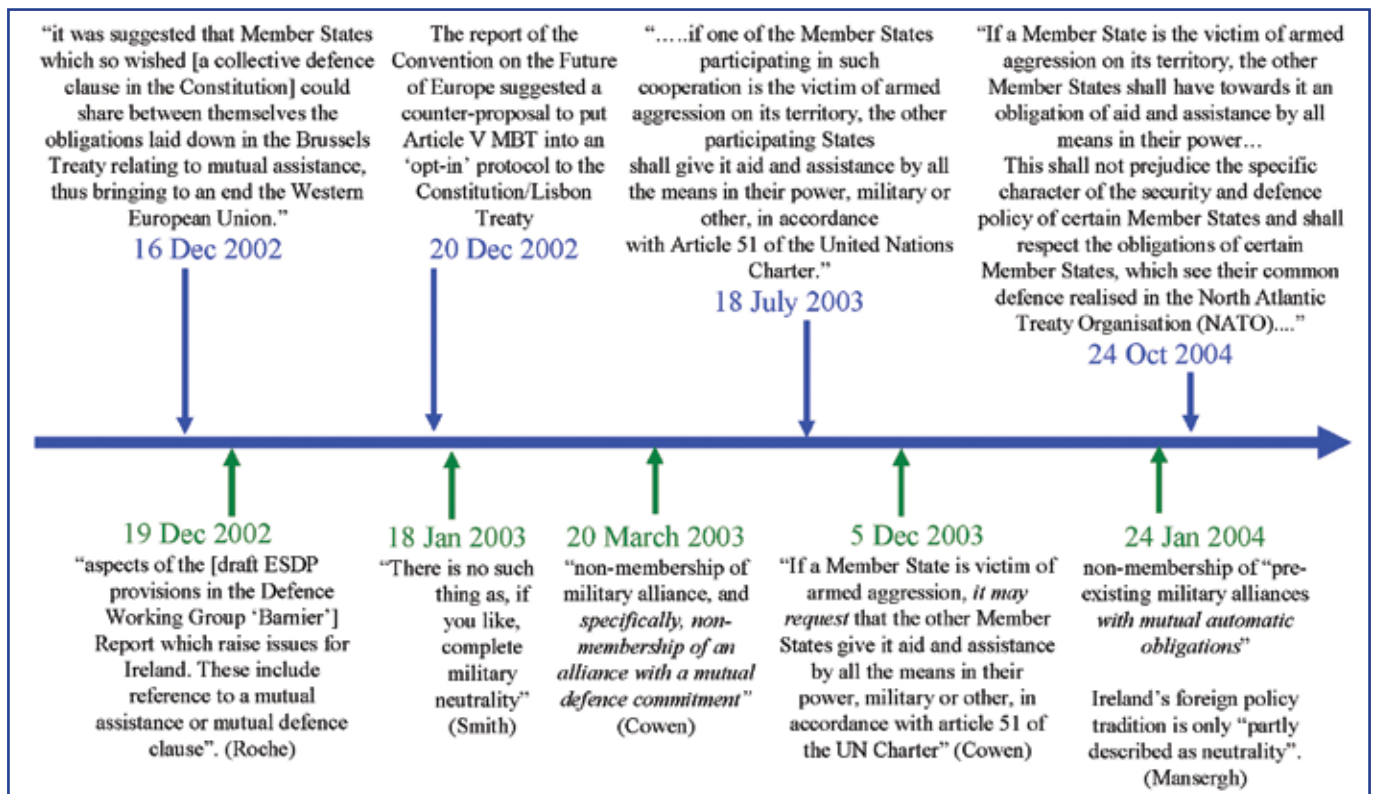 “it was suggested that Member States
which so wished [a collective defence
clause in the Constitution] could
share between themselves the
obligations laid down in the Brussels
Treaty relating to mutual assistance,
thus bringing to an end the Western
European Union.”
16 Dec 2002
The report of the
Convention on the Future
of Europe suggested a
counter-proposal to put
Article V MBT into an
‘opt-in’ protocol to the
Constitution/Lisbon
Treaty
20 Dec 2002
“…..if one of the Member States
participating in such
cooperation is the victim of armed
aggression on its territory, the other
participating States
shall give it aid and assistance by all
the means in their power, military or
other, in accordance
with Article 51 of the United Nations
Charter.”
18 July 2003
“If a Member State is the victim of armed
aggression on its territory, the other
Member States shall have towards it an
obligation of aid and assistance by all
means in their power…
This shall not prejudice the specific
character of the security and defence
policy of certain Member States and shall
respect the obligations of certain
Member States, which see their common
defence realised in the North Atlantic
Treaty Organisation (NATO)....”
24 Oct 2004
19 Dec 2002
“aspects of the [draft ESDP
provisions in the Defence
Working Group ‘Barnier’]
Report which raise issues for
Ireland. These include
reference to a mutual
assistance or mutual defence
clause”. (Roche)
18 Jan 2003
“There is no such
thing as, if
you like,
complete
military
neutrality”
(Smith)
20 March 2003
“non-membership of
military alliance, and
specifically, non-
membership of an
alliance with a mutual
defence commitment”
(Cowen)
5 Dec 2003
“If a Member State is victim of
armed aggression, it may
request that the other Member
States give it aid and assistance
by all the means in their
power, military or other, in
accordance with article 51 of
the UN Charter” (Cowen)
24 Jan 2004
non-membership of “pre-
existing military alliances
with mutual automatic
obligations”
Ireland’s foreign policy
tradition is only “partly
described as neutrality”.
(Mansergh)